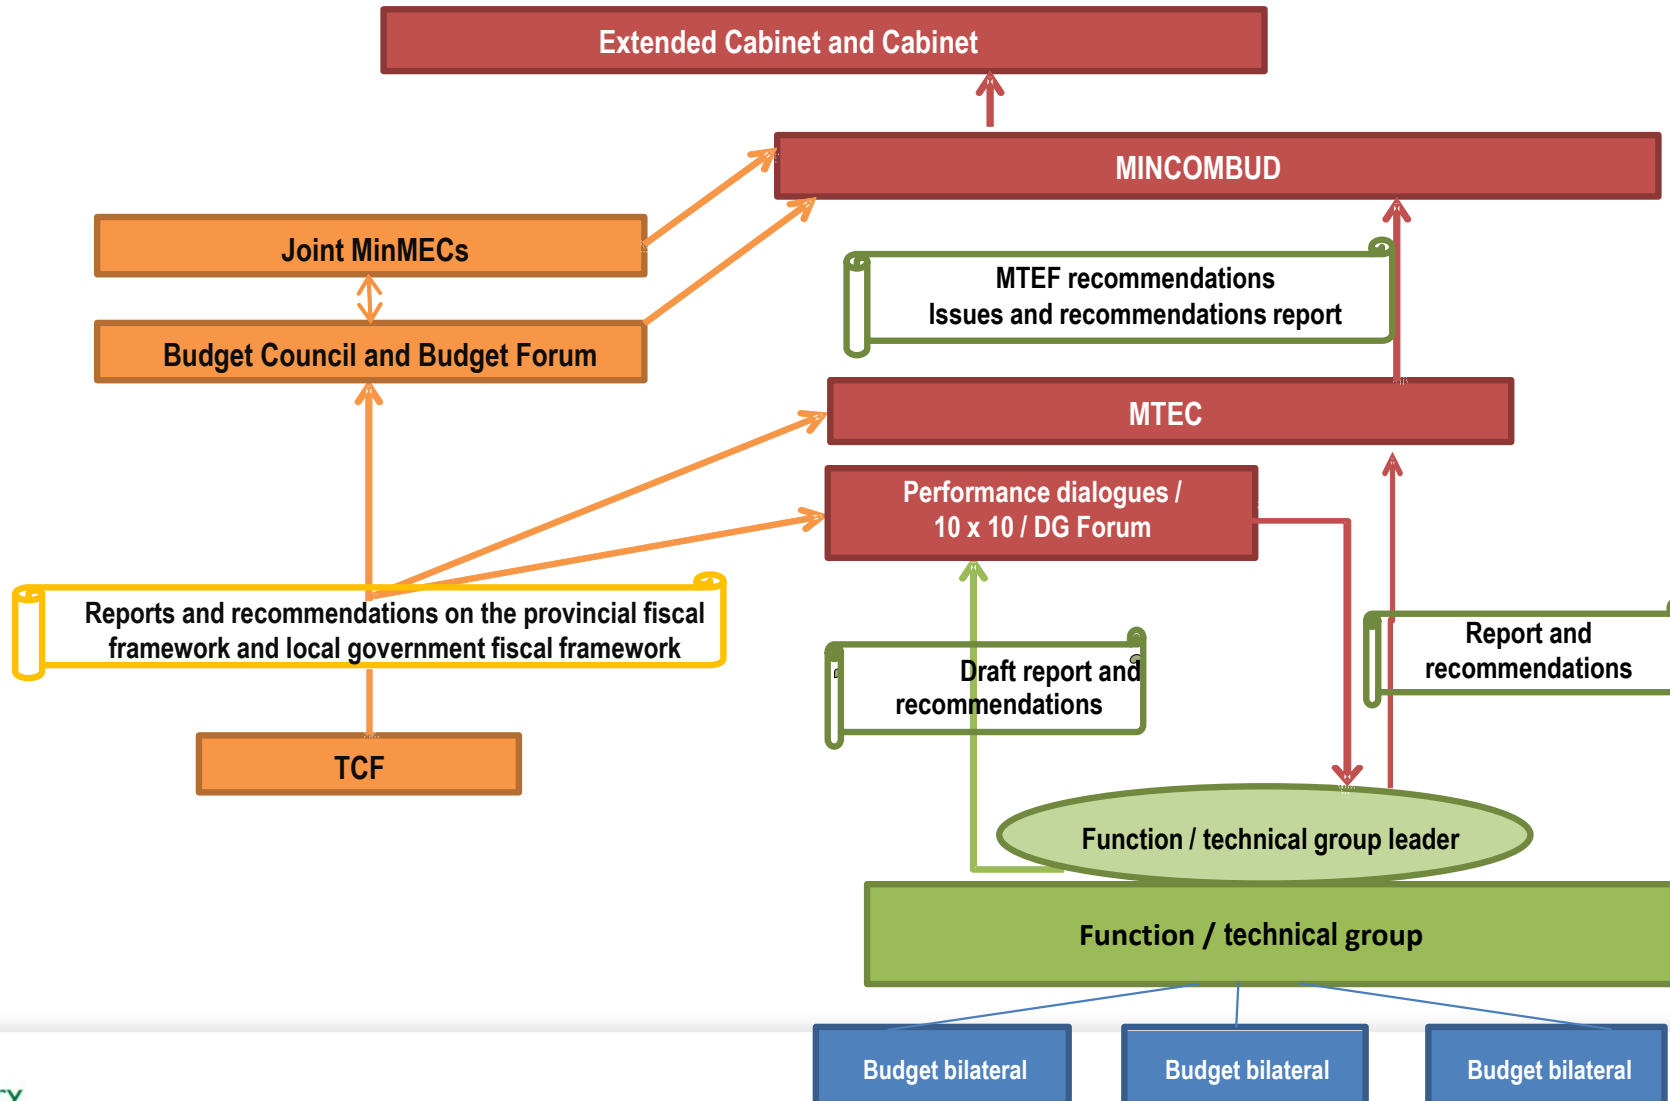 Extended Cabinet and Cabinet
MINCOMBUD
Joint MinMECs
MTEF recommendations
Issues and recommendations report
Budget Council and Budget Forum
MTEC
Performance dialogues /
10 x 10 / DG Forum
Reports and recommendations on the provincial fiscal
framework and local government fiscal framework
Draft report and
recommendations
Report and
recommendations
TCF
Function / technical group leader
Function / technical group
Budget bilateral
Budget bilateral
Budget bilateral